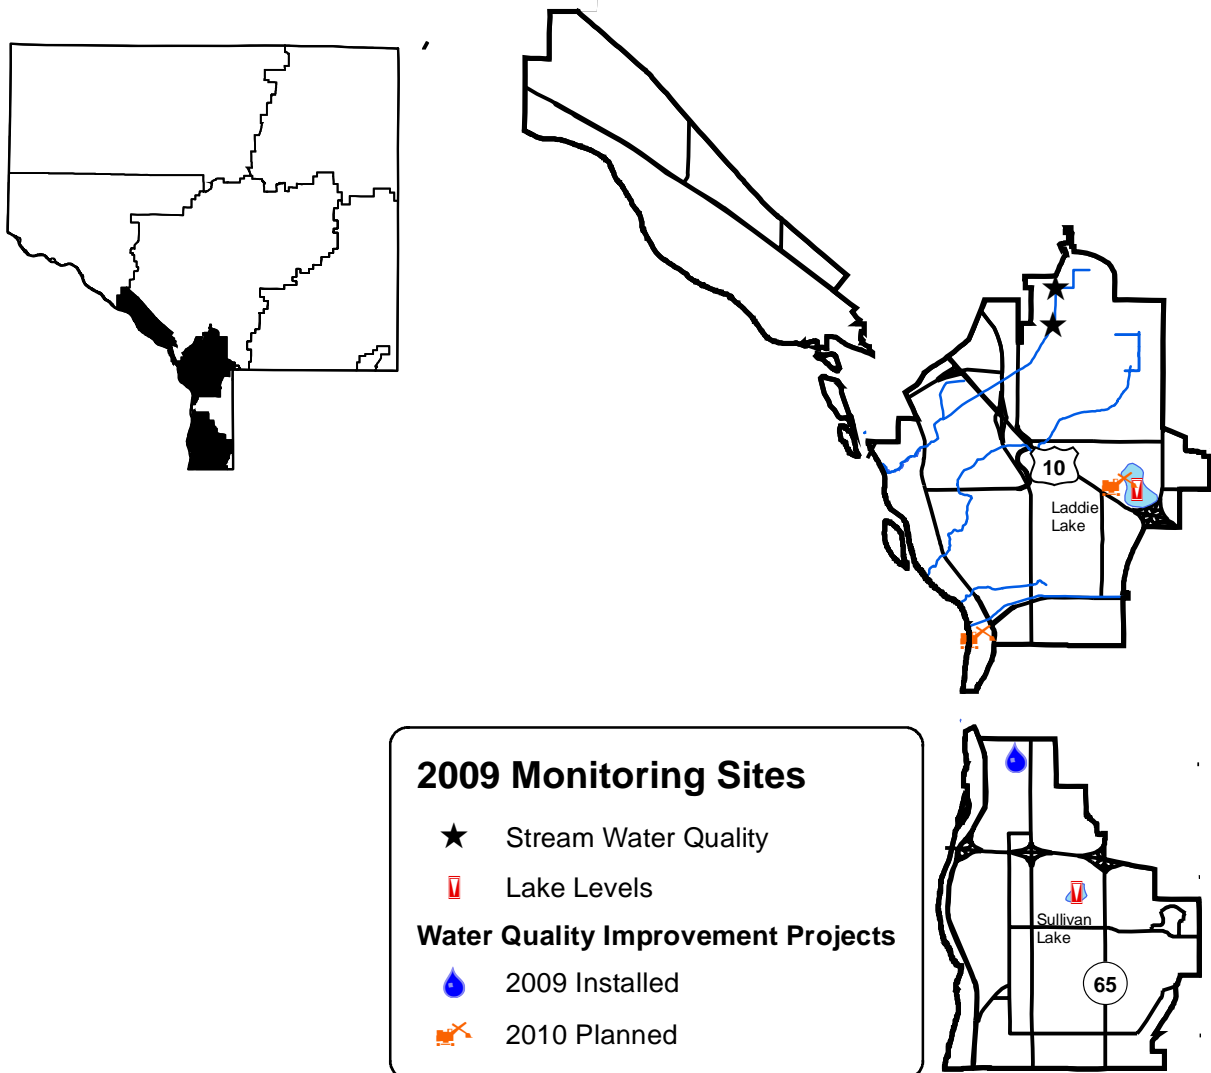 10
Laddie
Lake
2009 Monitoring Sites
Stream Water Quality
Lake Levels
Water Quality Improvement Projects
2009 Installed
2010 Planned
Sullivan
Lake
65